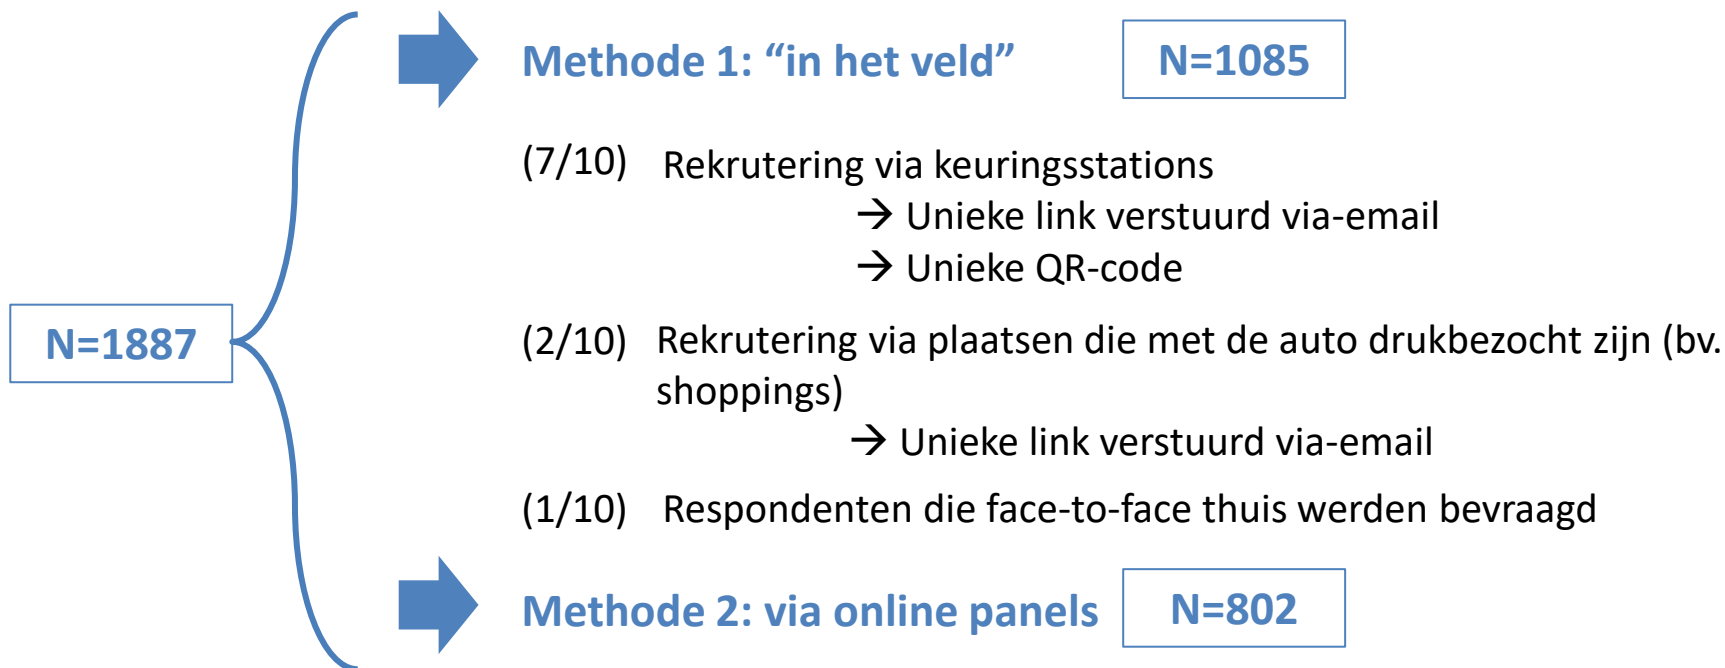 Methode 1: “in het veld” N=1085
(7/10) Rekrutering via keuringsstations
→ Unieke link verstuurd via-email
→ Unieke QR-code
N=1887
(2/10) Rekrutering via plaatsen die met de auto drukbezocht zijn (bv.
shoppings)
→ Unieke link verstuurd via-email
(1/10) Respondenten die face-to-face thuis werden bevraagd
Methode 2: via online panels N=802